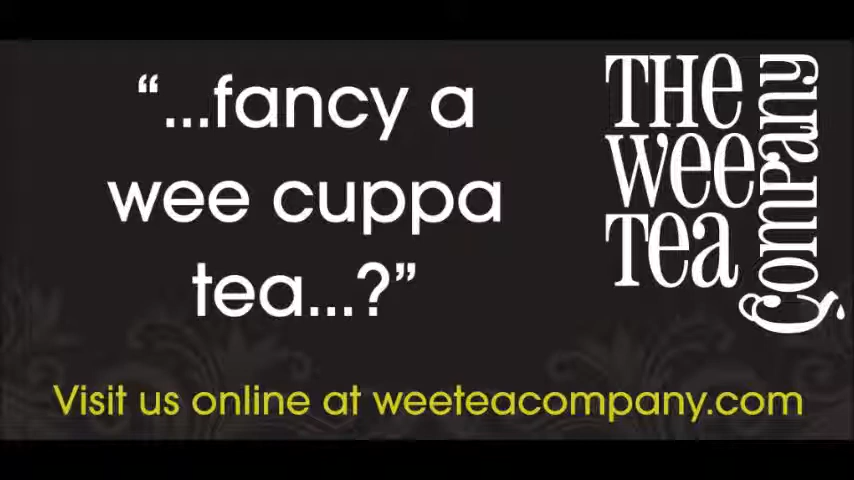 “...fancy a
wee cuppa
tea...?”
THe
wee
Tea
Company
Visit us online at weeteacompany.com